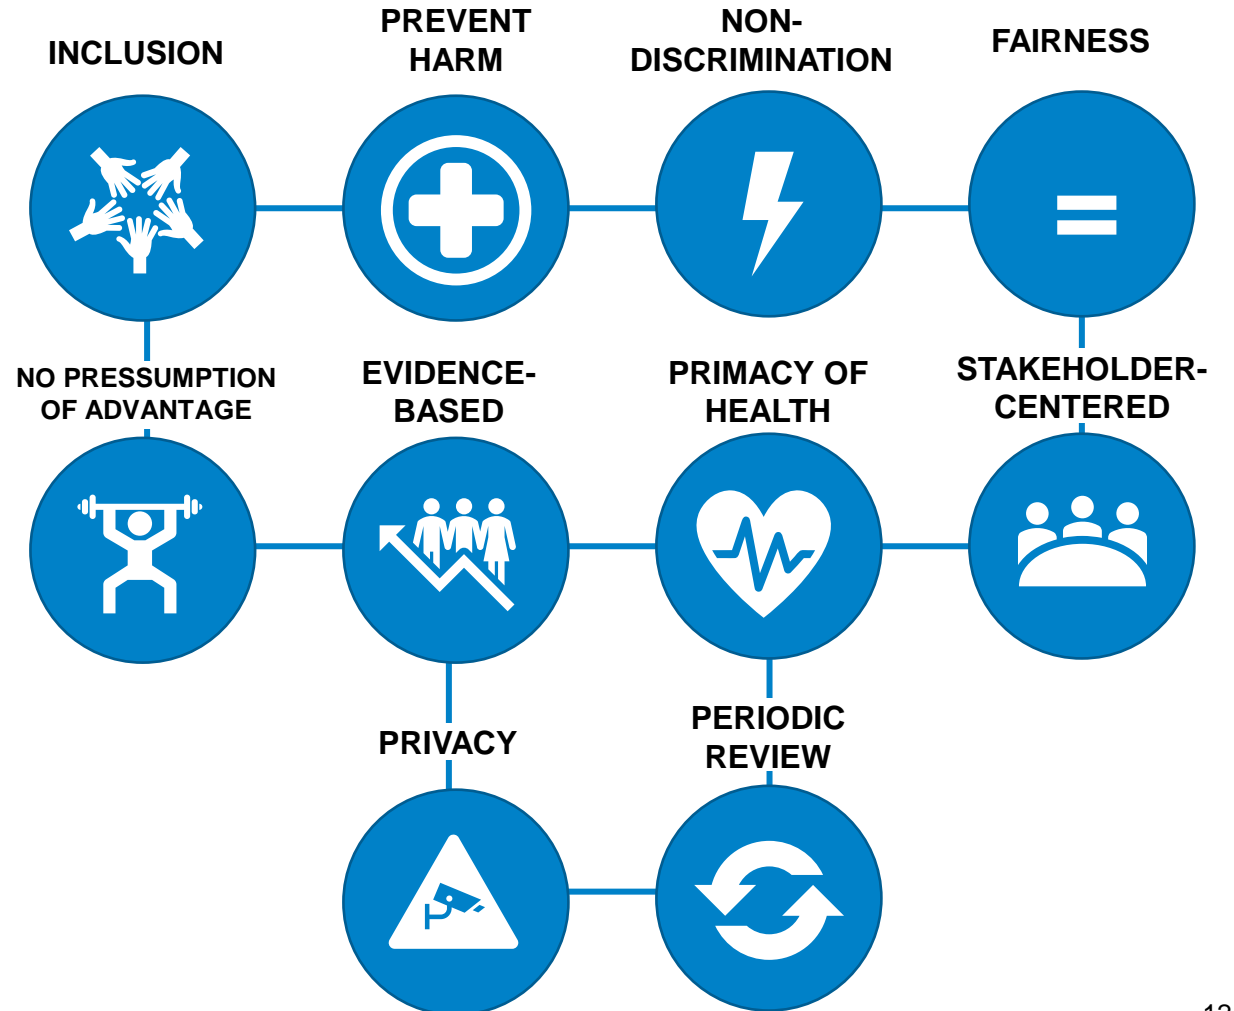 INCLUSION
PREVENT
HARM
NON-
DISCRIMINATION
FAIRNESS
NO PRESSUMPTION
OF ADVANTAGE
EVIDENCE-
BASED
PRIMACY OF
HEALTH
STAKEHOLDER-
CENTERED
PRIVACY
PERIODIC
REVIEW